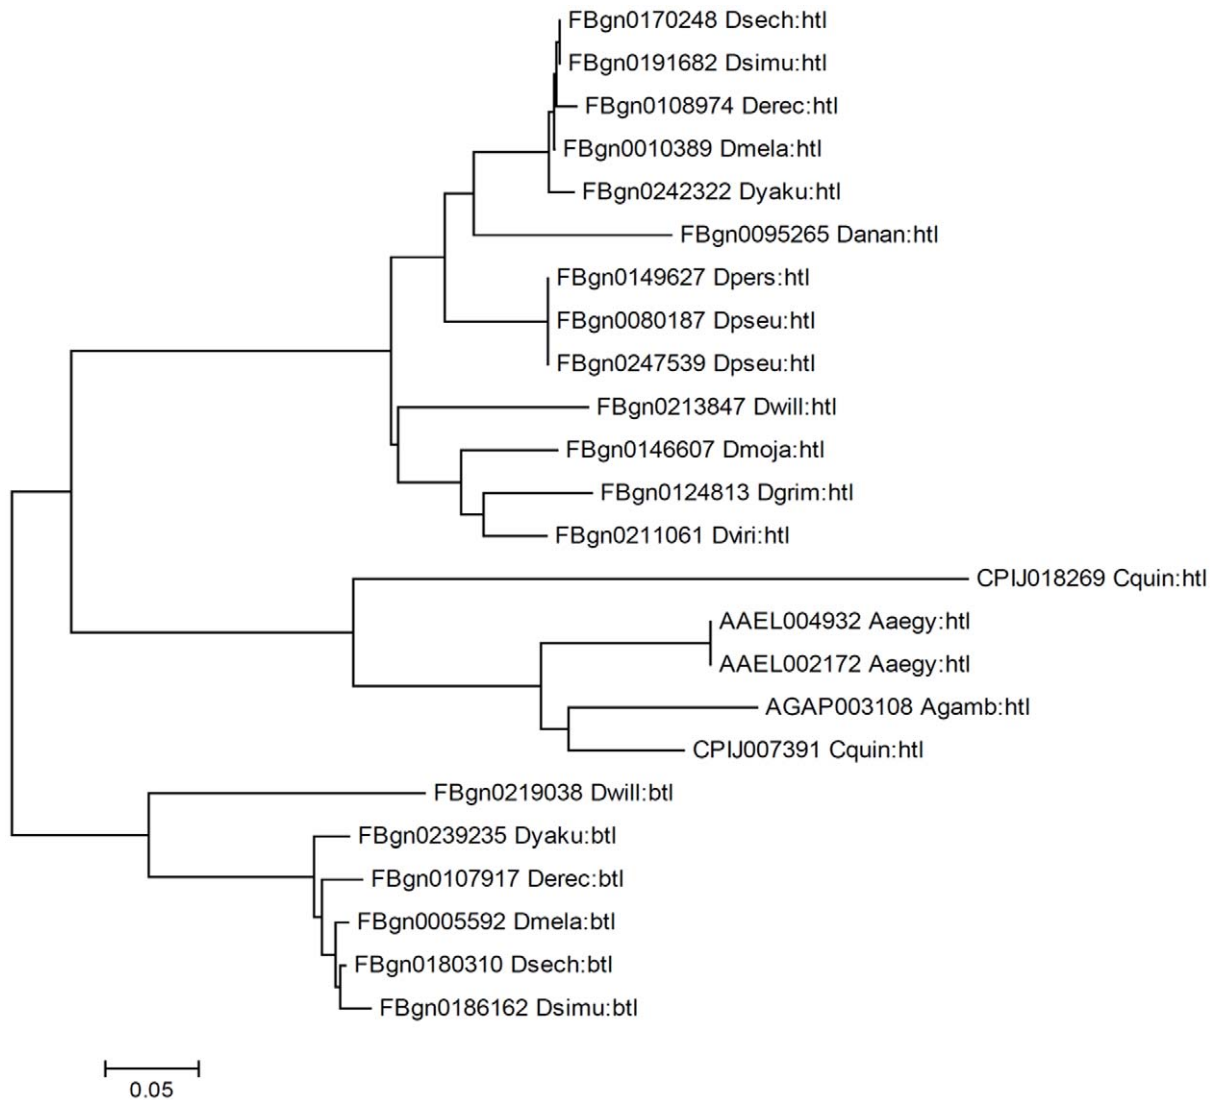 FBgn0170248 Dsech:htl
FBgn0191682 Dsimu:htl
FBgn0108974 Derec:htl
FBgn0010389 Dmela:htl
FBgn0242322 Dyaku:htl
FBgn0095265 Danan:htl
FBgn0149627 Dpers:htl
FBgn0080187 Dpseu:htl
FBgn0247539 Dpseu:htl
FBgn0213847 Dwill:htl
FBgn0146607 Dmoja:htl
FBgn0124813 Dgrim:htl
FBgn0211061 Dviri:htl
CPIJ018269 Cquin:htl
AAEL004932 Aaegy:htl
AAEL002172 Aaegy:htl
AGAP003108 Agamb:htl
CPIJ007391 Cquin:htl
FBgn0219038 Dwill:btl
FBgn0239235 Dyaku:btl
FBgn0107917 Derec:btl
FBgn0005592 Dmela:btl
FBgn0180310 Dsech:btl
FBgn0186162 Dsimu:btl
0.05